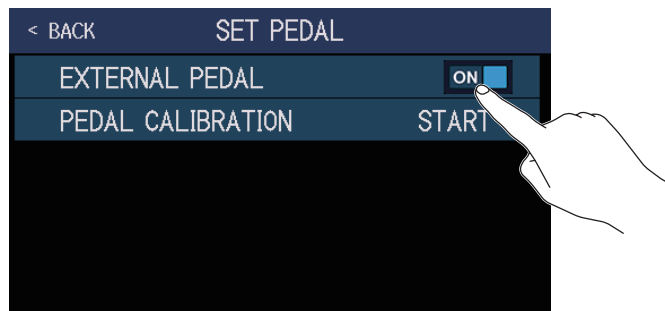 < BACK SET PEDAL
EXTERNAL PEDAL ON
PEDAL CALIBRATION START